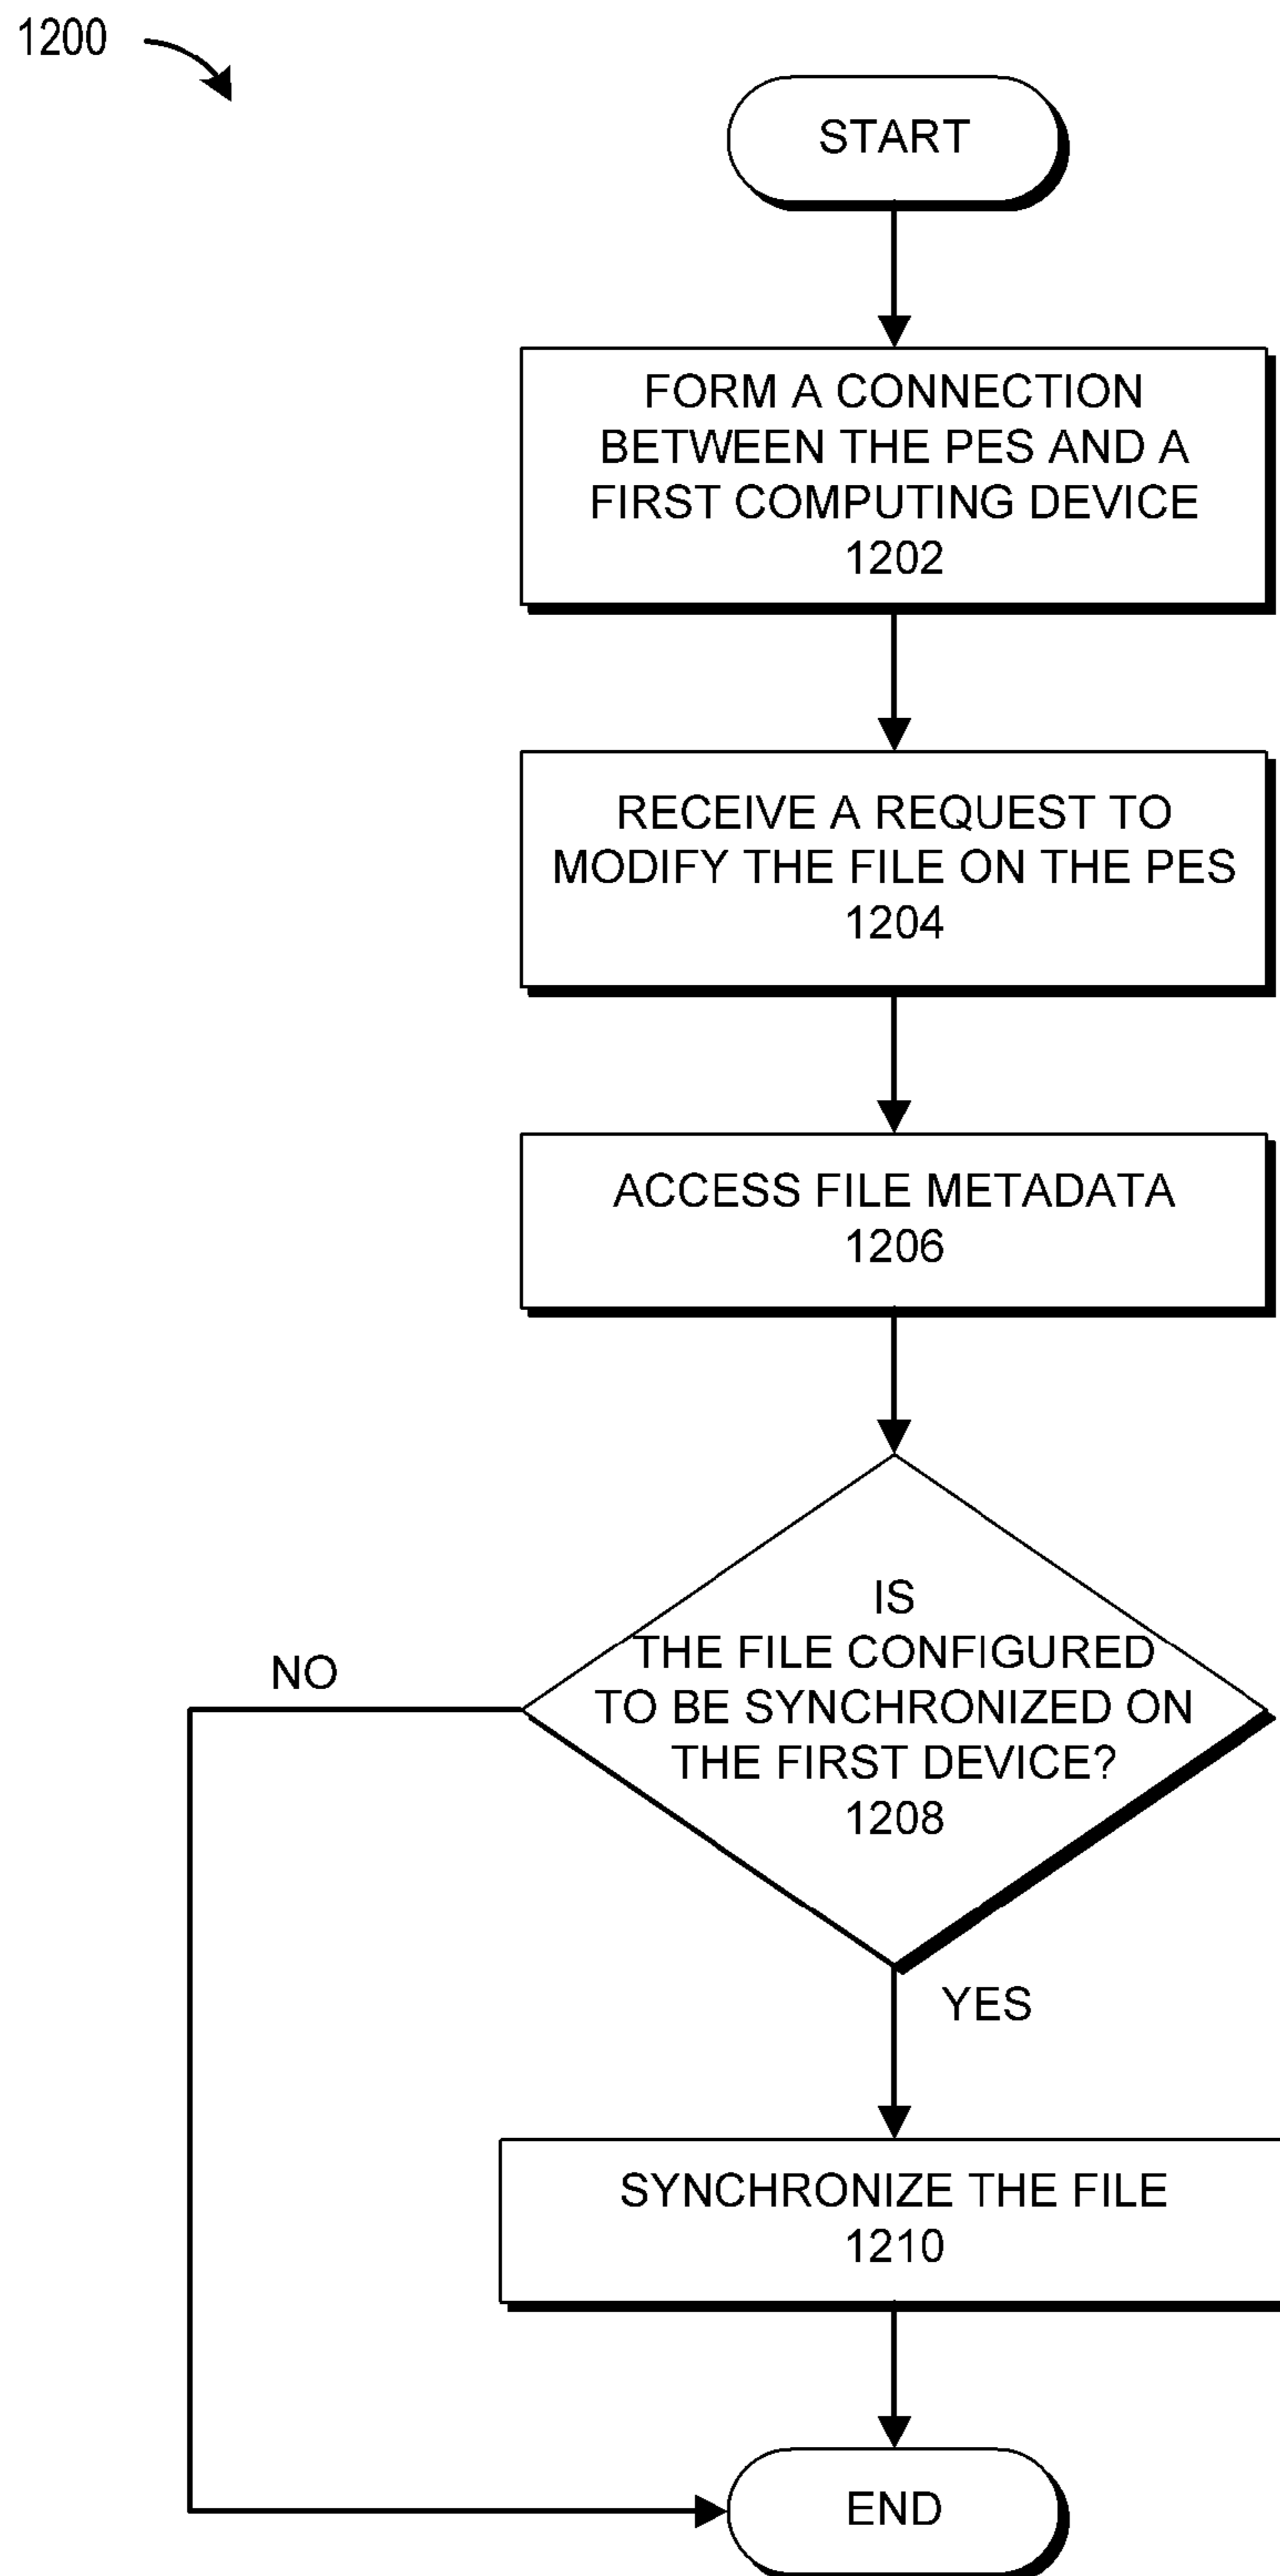 1200
START
FORM A CONNECTION
BETWEEN THE PES AND A
FIRST COMPUTING DEVICE
1202
RECEIVE A REQUEST TO
MODIFY THE FILE ON THE PES
1204
ACCESS FILE METADATA
1206
IS
THE FILE CONFIGURED
TO BE SYNCHRONIZED ON
THE FIRST DEVICE?
1208
NO
YES
SYNCHRONIZE THE FILE
1210
END